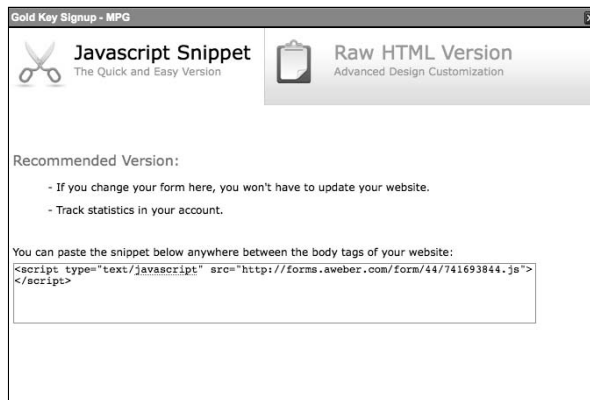 Gold Key Signup - MPG
Javascript Snippet
The Quick and Easy Version
Raw HTML Version
Advanced Design Customization
Recommended Version:
- If you change your form here, you won't have to update your website.
- Track statistics in your account.
You can paste the snippet below anywhere between the body tags of your website:
<script type="text/javascript" src="http://forms.aweber.com/form/44/741693844.js">
</script>